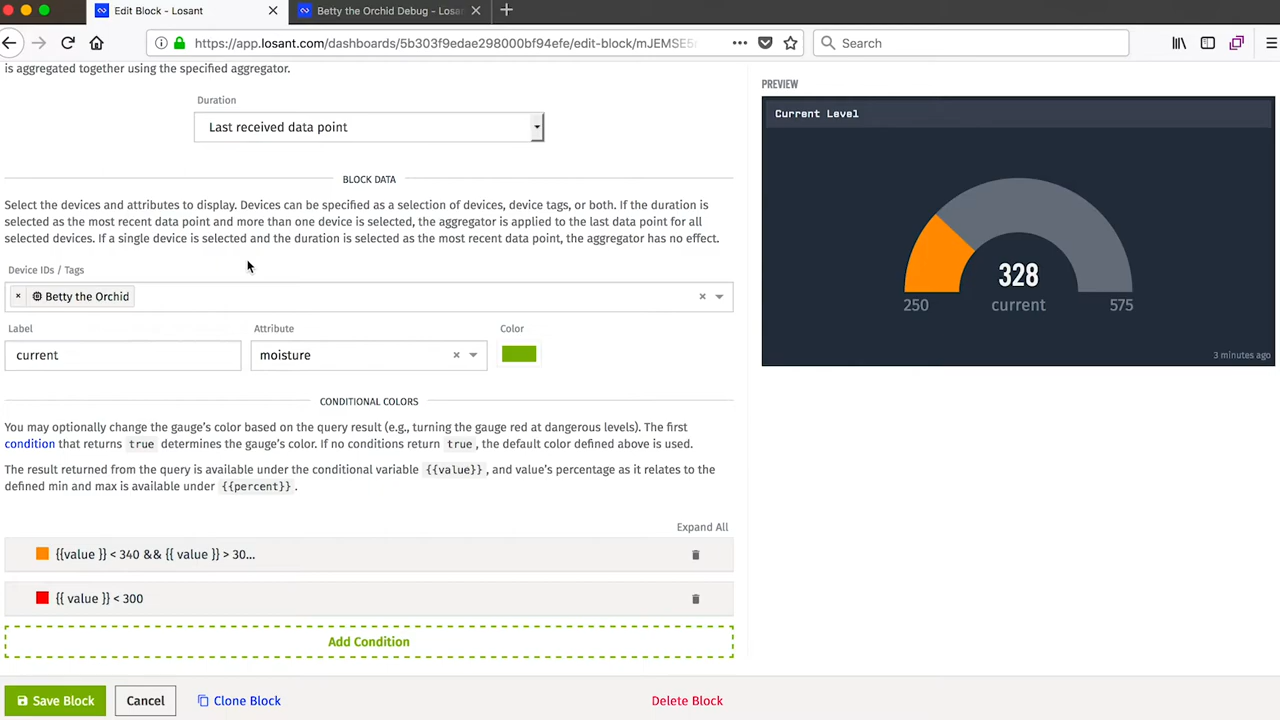 Edit Block - Losant
Betty the Orchid Debug - Losan
https://app.losant.com/dashboards/5b303f9edae298000bf94efe/edit-block/mJEMSE5
Search
is aggregated together using the specified aggregator.
Duration
Last received data point
BLOCK DATA
Select the devices and attributes to display. Devices can be specified as a selection of devices, device tags, or both. If the duration is
selected as the most recent data point and more than one device is selected, the aggregator is applied to the last data point for all
selected devices. If a single device is selected and the duration is selected as the most recent data point, the aggregator has no effect.
Device IDs / Tags
× Betty the Orchid
Label
Attribute
Color
current
moisture
CONDITIONAL COLORS
You may optionally change the gauge's color based on the query result (e.g., turning the gauge red at dangerous levels). The first
condition that returns true determines the gauge's color. If no conditions return true , the default color defined above is used.
The result returned from the query is available under the conditional variable {{value}} , and value's percentage as it relates to the
defined min and max is available under {{percent}} .
Expand All
{{value }} < 340 && {{ value }} > 30...
{{ value }} < 300
Add Condition
Save Block
Cancel
Clone Block
Delete Block
PREVIEW
Current Level
328
250
current
575
3 minutes ago